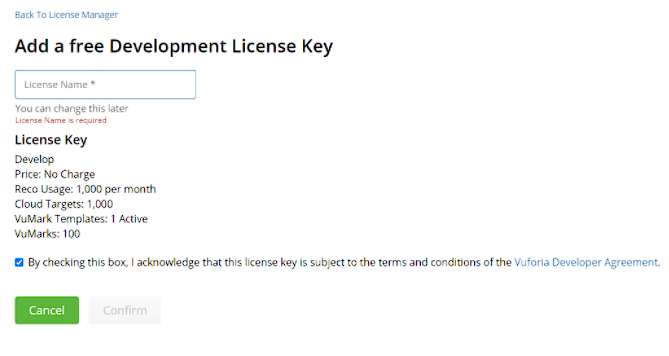 Back To License Manager
Add a free Development License Key
License Name *
You can change this later
License Name is required
License Key
Develop
Price: No Charge
Reco Usage: 1,000 per month
Cloud Targets: 1,000
VuMark Templates: 1 Active
VuMarks: 100
By checking this box, I acknowledge that this license key is subject to the terms and conditions of the Vuforia Developer Agreement.
Cancel Confirm